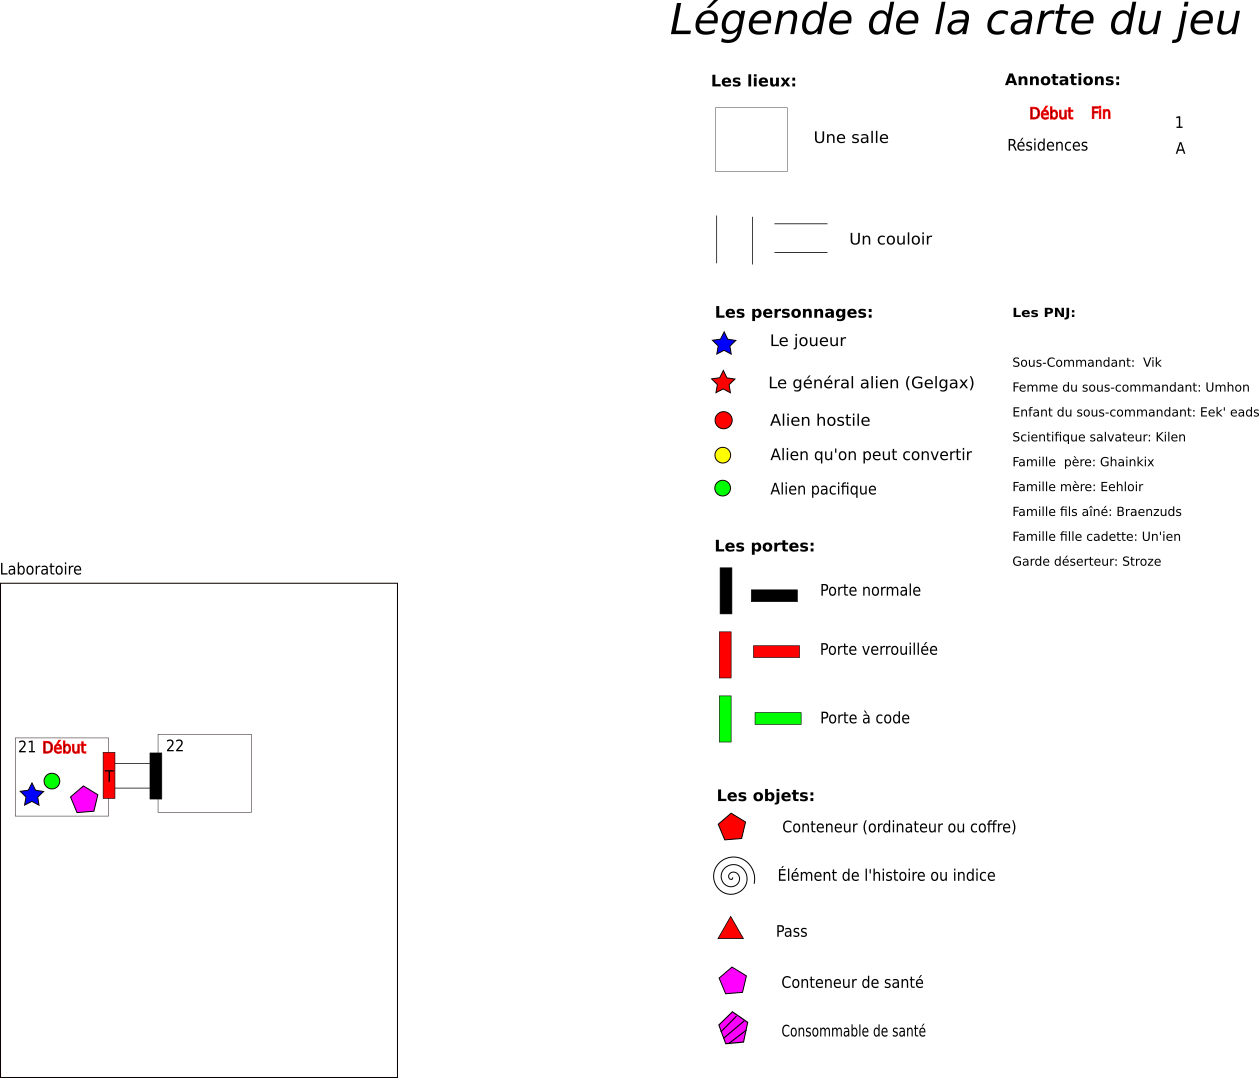 Légende de la carte du jeu
Les lieux:
Une salle
Un couloir
Annotations:
Début Fin
1
Résidences
A
Les personnages:
Le joueur
Le général alien (Gelgax)
Alien hostile
Alien qu'on peut convertir
Alien pacifique
Les PNJ:
Sous-Commandant: Vik
Femme du sous-commandant: Umhon
Enfant du sous-commandant: Eek' eads
Scientifique salvateur: Kilen
Famille père: Ghainkix
Famille mère: Eehloir
Famille fils aîné: Braenzuds
Famille fille cadette: Un'ien
Garde déserteur: Stroze
Les portes:
Porte normale
Porte verrouillée
Porte à code
Les objets:
Conteneur (ordinateur ou coffre)
Élément de l'histoire ou indice
Pass
Conteneur de santé
Consommable de santé
Laboratoire
21 Début
T
22